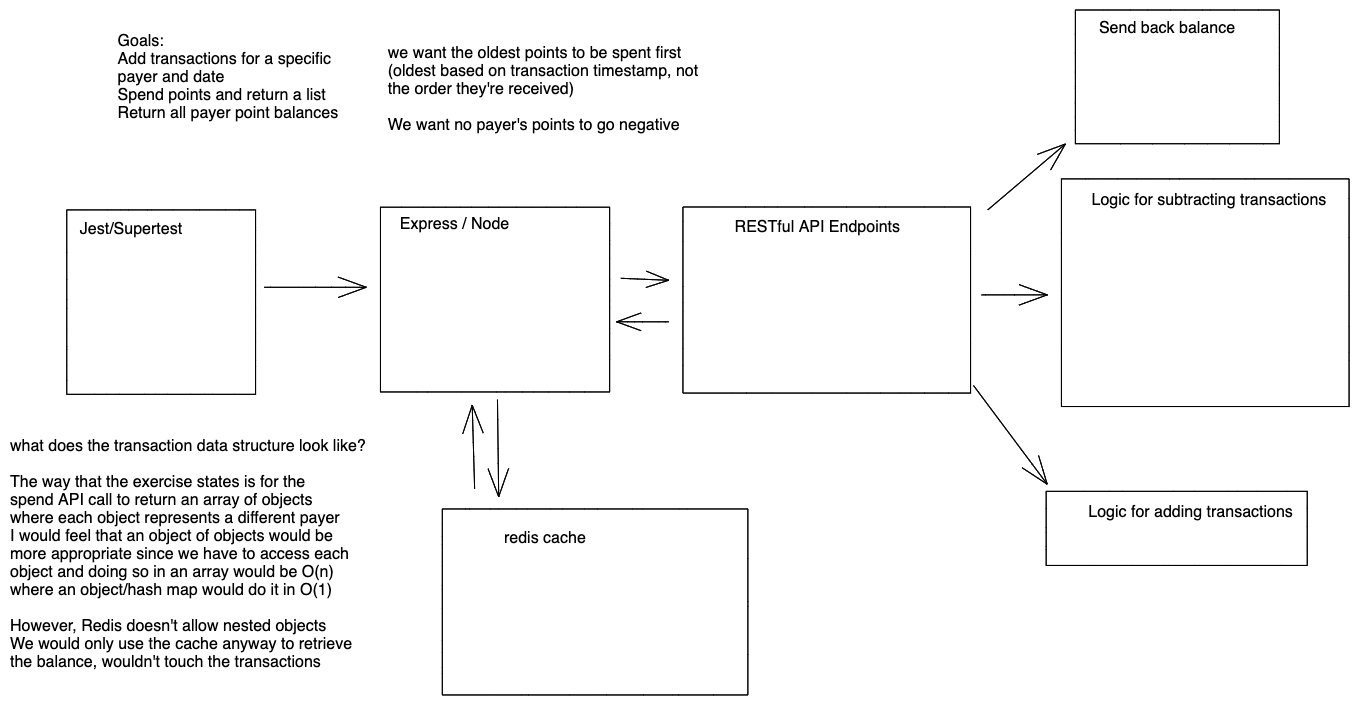 Goals:
Add transactions for a specific
payer and date
Spend points and return a list
Return all payer point balances
we want the oldest points to be spent first
(oldest based on transaction timestamp, not
the order they're received)
We want no payer's points to go negative
Send back balance
Jest/Supertest
Express / Node
RESTful API Endpoints
Logic for subtracting transactions
what does the transaction data structure look like?
The way that the exercise states is for the
spend API call to return an array of objects
where each object represents a different payer
I would feel that an object of objects would be
more appropriate since we have to access each
object and doing so in an array would be O(n)
where an object/hash map would do it in O(1)
However, Redis doesn't allow nested objects
We would only use the cache anyway to retrieve
the balance, wouldn't touch the transactions
redis cache
Logic for adding transactions